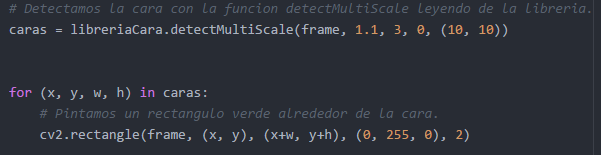 # Detectamos la cara con la funcion detectMultiScale leyendo de la libreria.
caras = libreriaCara.detectMultiScale(frame, 1.1, 3, 0, (10, 10))
for (x, y, w, h) in caras:
# Pintamos un rectangulo verde alrededor de la cara.
cv2.rectangle(frame, (x, y), (x+w, y+h), (0, 255, 0), 2)